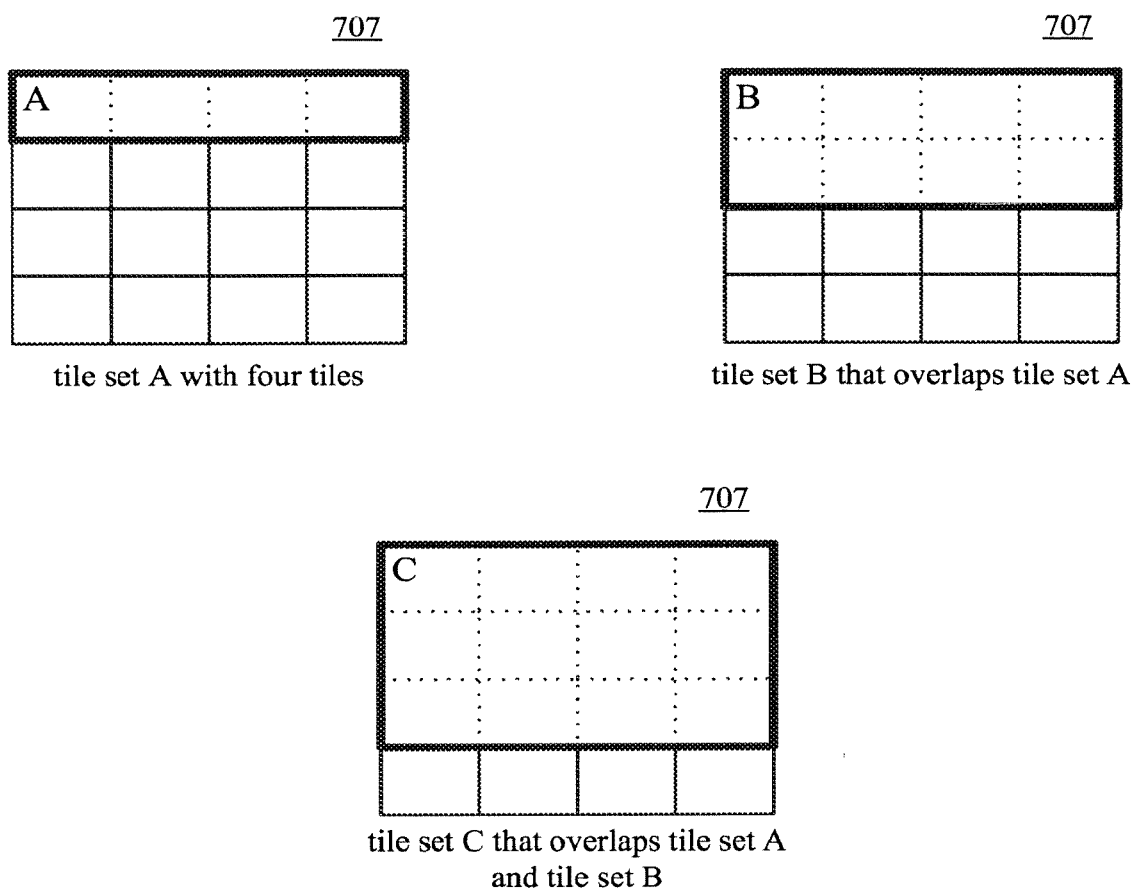 707
707
A
B
tile set A with four tiles
tile set B that overlaps tile set A
707
C
tile set C that overlaps tile set A
and tile set B